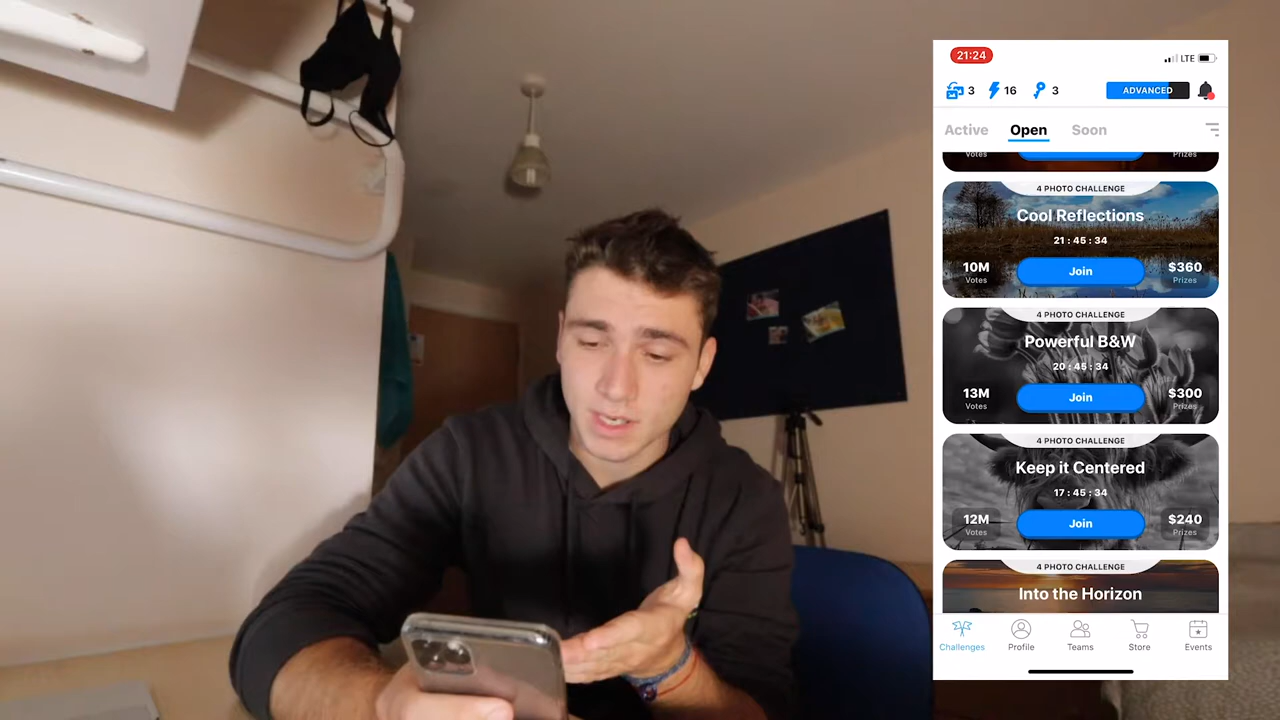 21:24
LTE
3 16 3 ADVANCED
Active Open Soon
Votes Prizes
4 PHOTO CHALLENGE
Cool Reflections
21 : 45 : 34
10M Join $360
Votes Prizes
4 PHOTO CHALLENGE
Powerful B&W
20 : 45 : 34
13M Join $300
Votes Prizes
4 PHOTO CHALLENGE
Keep it Centered
17 : 45 : 34
12M Join $240
Votes Prizes
4 PHOTO CHALLENGE
Into the Horizon
Challenges Profile Teams Store Events